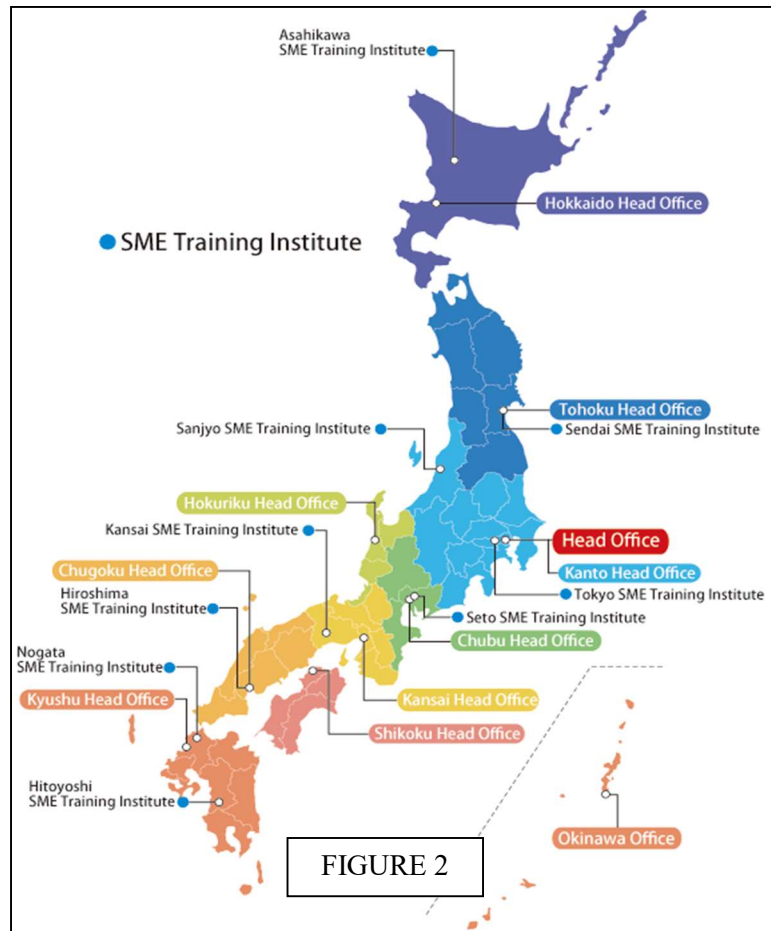 Asahikawa
SME Training Institute
Hokkaido Head Office
SME Training Institute
Tohoku Head Office
Sanjyo SME Training Institute
Sendai SME Training Institute
Hokuriku Head Office
Kansai SME Training Institute
Head Office
Chugoku Head Office
Kanto Head Office
Hiroshima
SME Training Institute
Tokyo SME Training Institute
Seto SME Training Institute
Chubu Head Office
Nogata
SME Training Institute
Kyushu Head Office
Kansai Head Office
Shikoku Head Office
Hitoyoshi
SME Training Institute
Okinawa Office
FIGURE 2